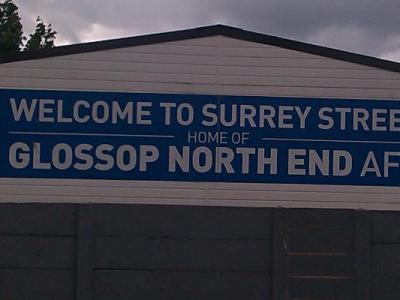 WELCOME TO SURREY STREE
HOME OF
GLOSSOP NORTH END AF